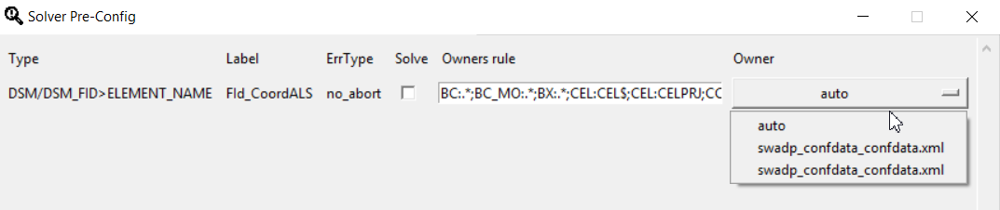 Solver Pre-Config
Type Label ErrType Solve Owners rule Owner
DSM/DSM_FID>ELEMENT_NAME Fld_CoordALS no_abort BC:.*;BC_MO:.*;BX:.*;CEL:CEL$;CEL:CELPRJ;CC auto
auto
swadp_confdata_confdata.xml
swadp_confdata_confdata.xml